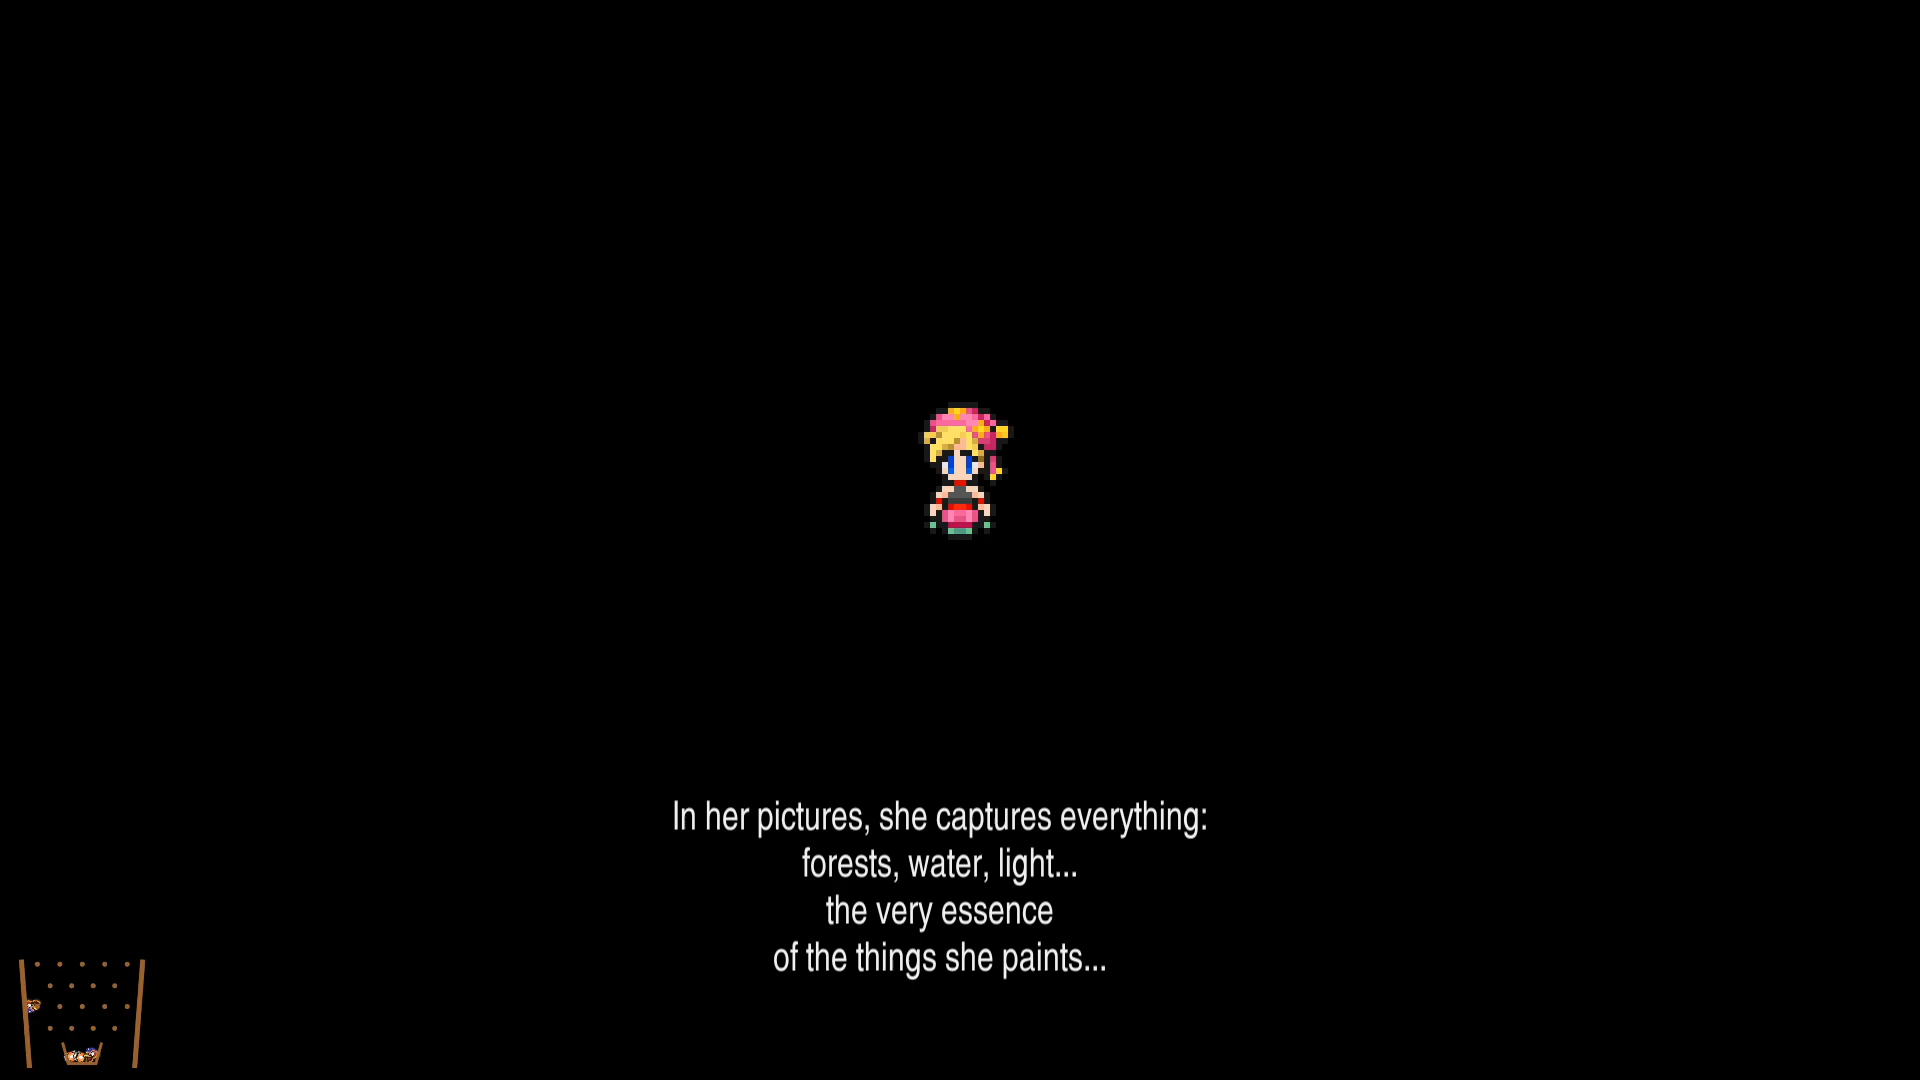 In her pictures, she captures everything:
forests, water, light...
the very essence
of the things she paints...